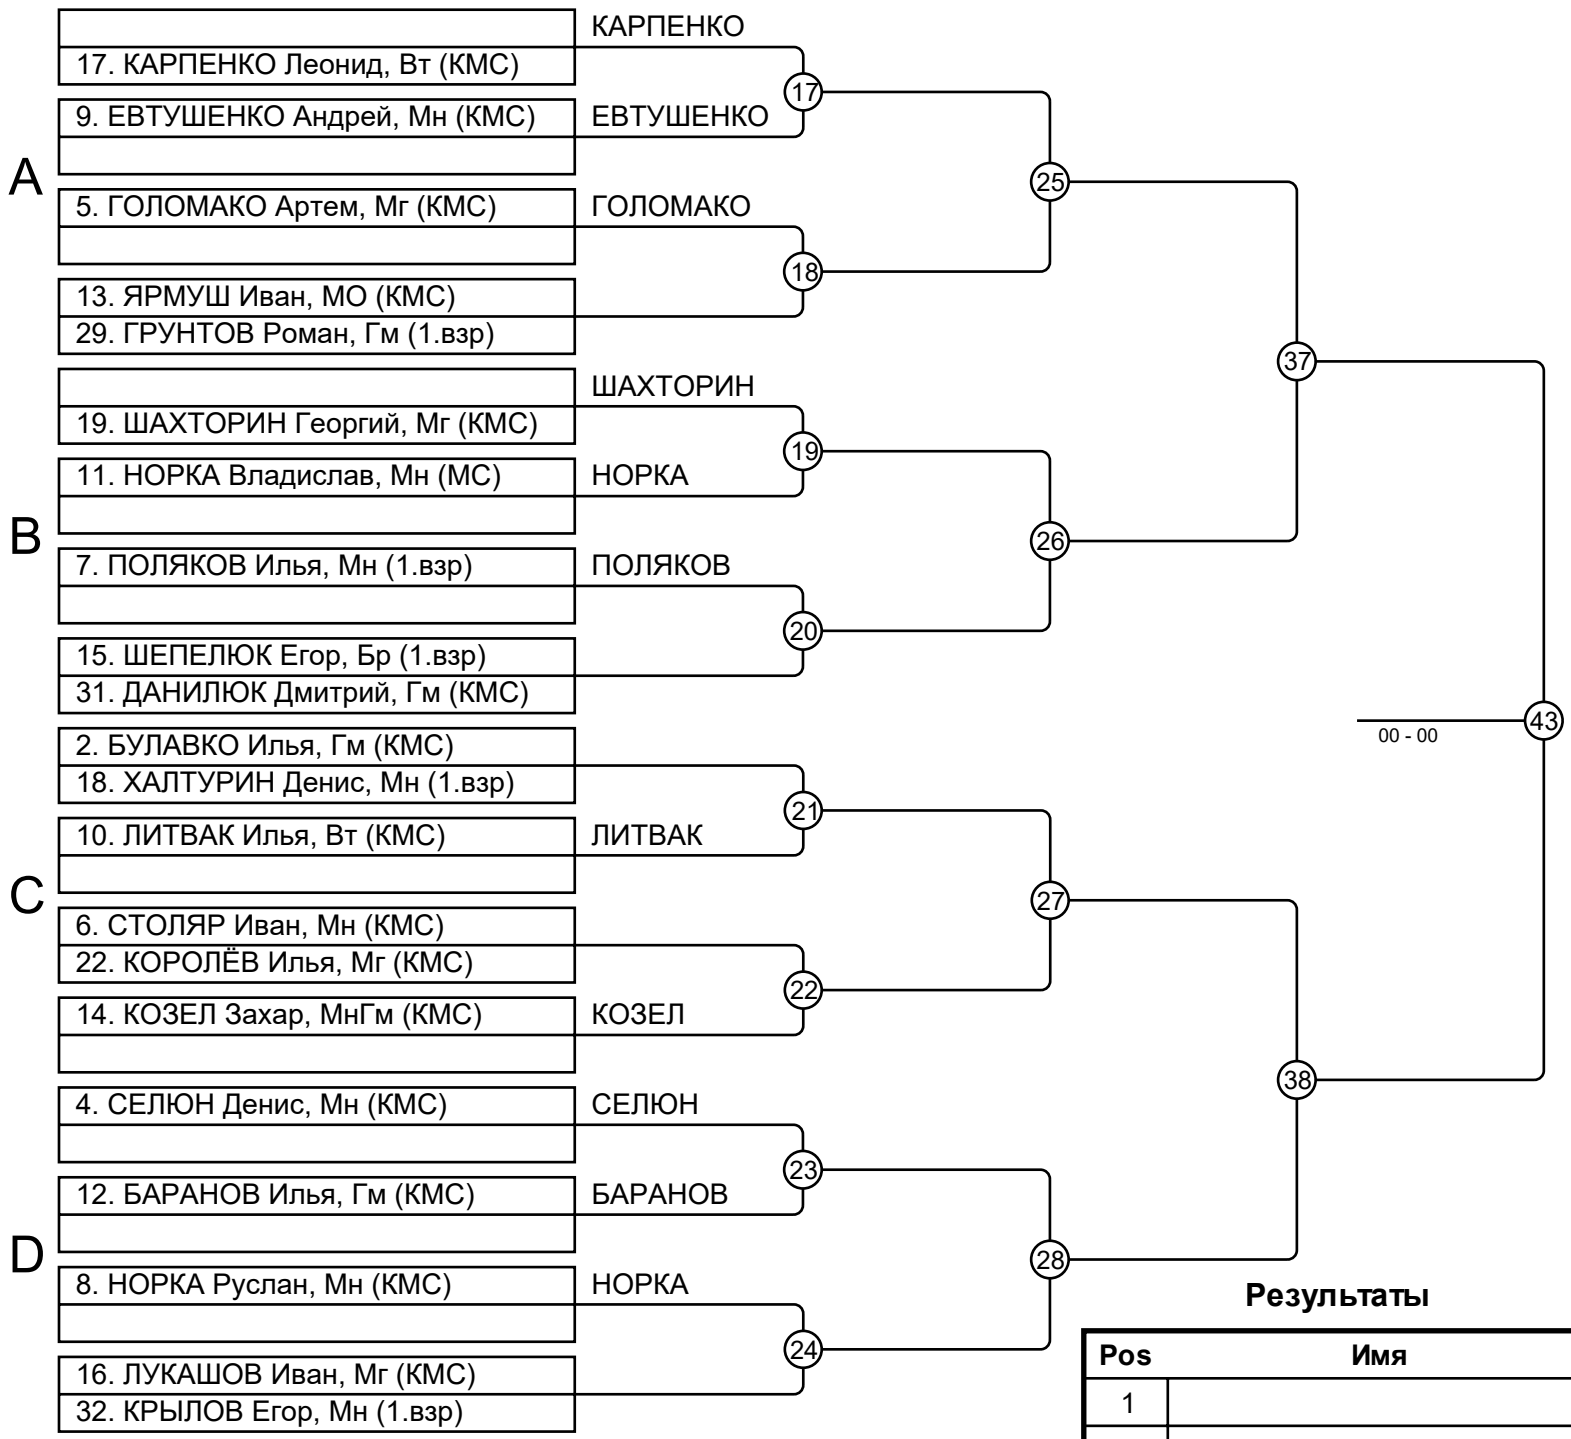 КАРПЕНКО
17. КАРПЕНКО Леонид, Вт (КМС)
17
9. ЕВТУШЕНКО Андрей, Мн (КМС)
ЕВТУШЕНКО
A
25
5. ГОЛОМАКО Артем, Мг (КМС)
ГОЛОМАКО
18
13. ЯРМУШ Иван, МО (КМС)
29. ГРУНТОВ Роман, Гм (1.взр)
37
ШАХТОРИН
19. ШАХТОРИН Георгий, Мг (КМС)
19
11. НОРКА Владислав, Мн (МС)
НОРКА
B
26
7. ПОЛЯКОВ Илья, Мн (1.взр)
ПОЛЯКОВ
20
15. ШЕПЕЛЮК Егор, Бр (1.взр)
31. ДАНИЛЮК Дмитрий, Гм (КМС)
43
00 - 00
2. БУЛАВКО Илья, Гм (КМС)
18. ХАЛТУРИН Денис, Мн (1.взр)
21
10. ЛИТВАК Илья, Вт (КМС)
ЛИТВАК
C
27
6. СТОЛЯР Иван, Мн (КМС)
22. КОРОЛЁВ Илья, Мг (КМС)
22
14. КОЗЕЛ Захар, МнГм (КМС)
КОЗЕЛ
38
4. СЕЛЮН Денис, Мн (КМС)
СЕЛЮН
23
12. БАРАНОВ Илья, Гм (КМС)
БАРАНОВ
D
28
8. НОРКА Руслан, Мн (КМС)
НОРКА
24
16. ЛУКАШОВ Иван, Мг (КМС)
32. КРЫЛОВ Егор, Мн (1.взр)
Результаты
Pos Имя
1